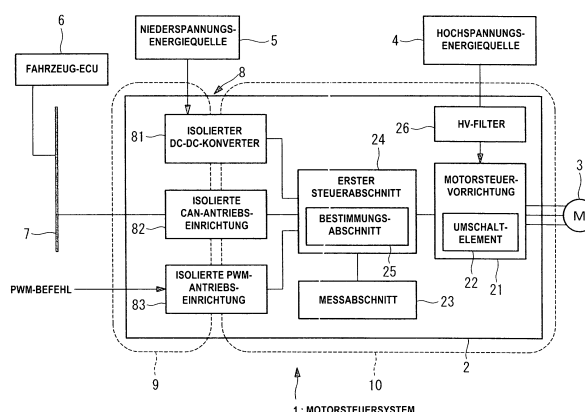 6
FAHRZEUG-ECU
NIEDERSPANNUNGS-
ENERGIEQUELLE
5
4
HOCHSPANNUNGS-
ENERGIEQUELLE
8
81
ISOLIERTER
DC-DC-KONVERTER
26
HV-FILTER
24
ERSTER
STEUERABSCHNITT
BESTIMMUNGS-
ABSCHNITT
25
MOTORSTEUER-
VORRICHTUNG
UMSCHALT-
ELEMENT
22
21
3
M
7
82
ISOLIERTE
CAN-ANTRIEBS-
EINRICHTUNG
PWM-BEFEHL
83
ISOLIERTE PWM-
ANTRIEBS-
EINRICHTUNG
MESSABSCHNITT
23
9
10
2
1 : MOTORSTEUERSYSTEM